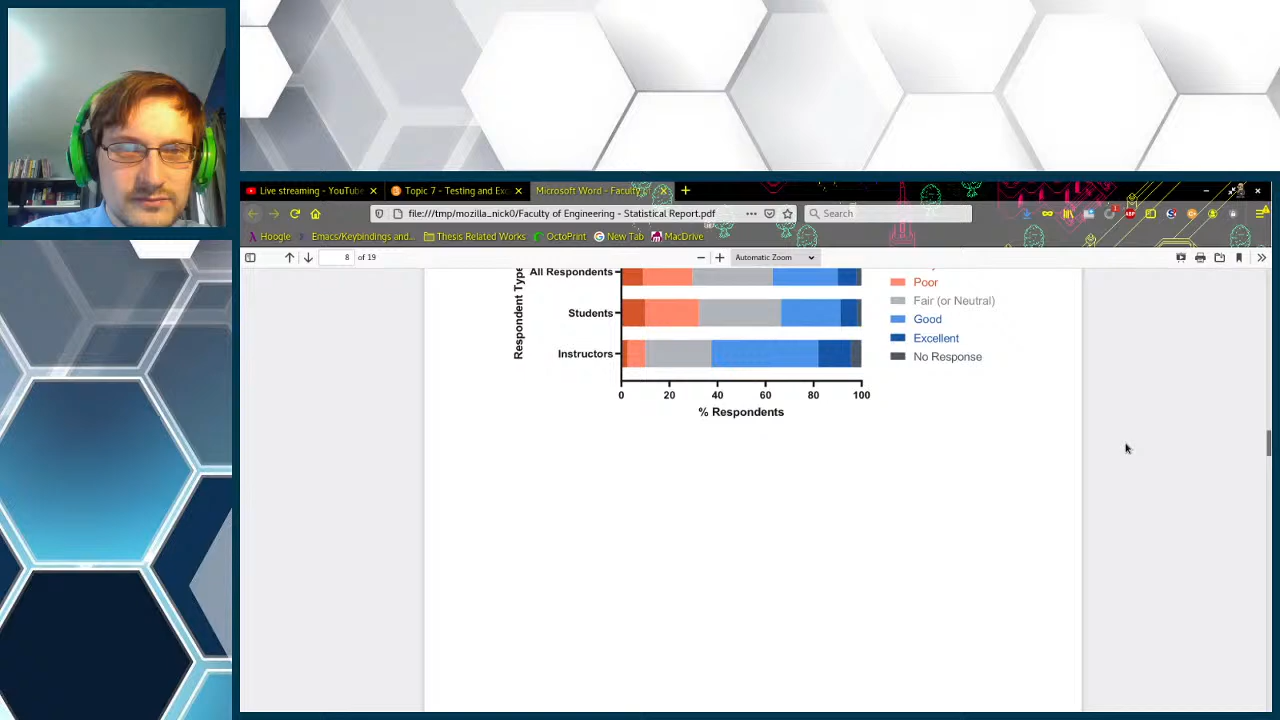 Live streaming - YouTube
Topic 7 - Testing and Exc
Microsoft Word - Faculty
file:///tmp/mozilla_nick0/Faculty of Engineering - Statistical Report.pdf
Search
Hoogle
Emacs/Keybindings and...
Thesis Related Works
OctoPrint
New Tab
MacDrive
8
of 19
Automatic Zoom
Respondent Type
All Respondents
Students
Instructors
0 20 40 60 80 100
% Respondents
Poor
Fair (or Neutral)
Good
Excellent
No Response